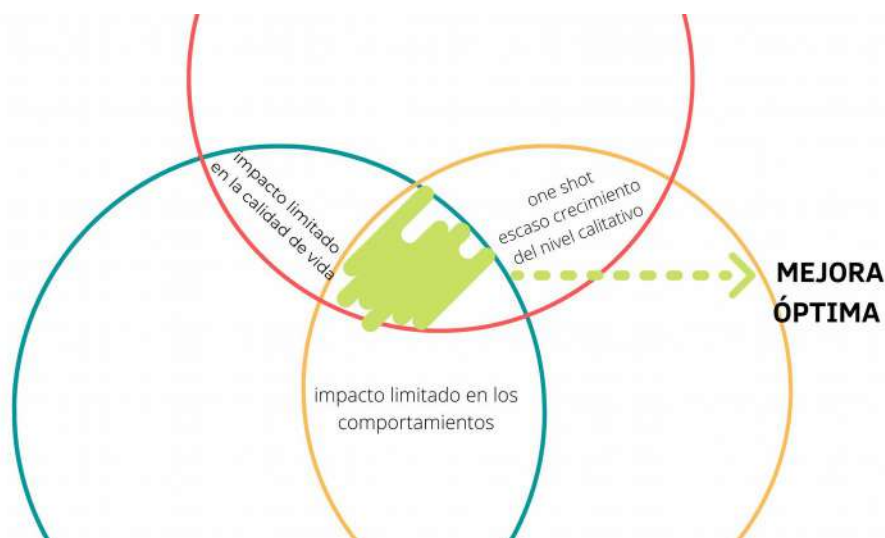 impacto limitado
en la calidad de vida
one shot
escaso crecimiento
del nivel calitativo
MEJORA
ÓPTIMA
impacto limitado en los
comportamientos